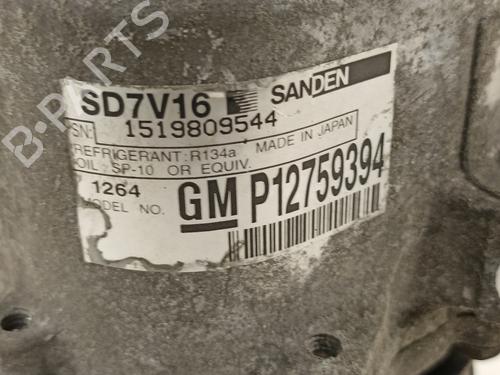 B-PARTS
SD7V16 SANDEN
SN: 1519809544
REFRIGERANT: R134a MADE IN JAPAN
OIL: SP-10 OR EQUIV.
1264
MODEL NO. GM P12759394